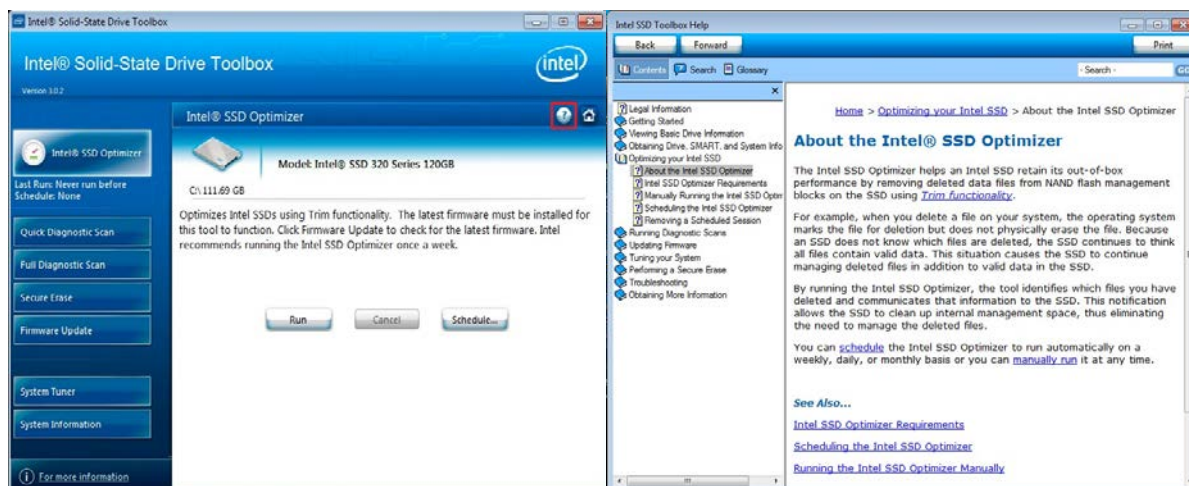 Intel® Solid-State Drive Toolbox
Intel® Solid-State Drive Toolbox
Version 3.0.2
intel
Intel® SSD Optimizer
Last Run: Never run before
Schedule: None
Quick Diagnostic Scan
Full Diagnostic Scan
Secure Erase
Firmware Update
System Tuner
System Information
i For more information
Intel® SSD Optimizer
?
Model: Intel® SSD 320 Series 120GB
C:\ 111.69 GB
Optimizes Intel SSDs using Trim functionality. The latest firmware must be installed for
this tool to function. Click Firmware Update to check for the latest firmware. Intel
recommends running the Intel SSD Optimizer once a week.
Run Cancel Schedule...
Intel SSD Toolbox Help
Back Forward Print
Contents Search Glossary - Search - GO
×
Legal Information
Getting Started
Viewing Basic Drive Information
Obtaining Drive, SMART, and System Info
Optimizing your Intel SSD
About the Intel SSD Optimizer
Intel SSD Optimizer Requirements
Manually Running the Intel SSD Optim
Scheduling the Intel SSD Optimizer
Removing a Scheduled Session
Running Diagnostic Scans
Updating Firmware
Tuning your System
Performing a Secure Erase
Troubleshooting
Obtaining More Information
Home > Optimizing your Intel SSD > About the Intel SSD Optimizer
About the Intel® SSD Optimizer
The Intel SSD Optimizer helps an Intel SSD retain its out-of-box
performance by removing deleted data files from NAND flash management
blocks on the SSD using Trim functionality.
For example, when you delete a file on your system, the operating system
marks the file for deletion but does not physically erase the file. Because
an SSD does not know which files are deleted, the SSD continues to think
all files contain valid data. This situation causes the SSD to continue
managing deleted files in addition to valid data in the SSD.
By running the Intel SSD Optimizer, the tool identifies which files you have
deleted and communicates that information to the SSD. This notification
allows the SSD to clean up internal management space, thus eliminating
the need to manage the deleted files.
You can schedule the Intel SSD Optimizer to run automatically on a
weekly, daily, or monthly basis or you can manually run it at any time.
See Also...
Intel SSD Optimizer Requirements
Scheduling the Intel SSD Optimizer
Running the Intel SSD Optimizer Manually